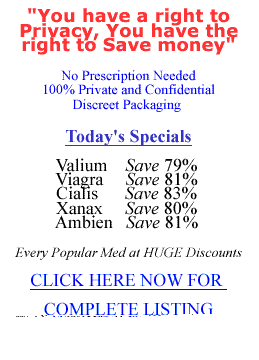 "You have a right to
Privacy, You have the
right to Save money"
No Prescription Needed
100% Private and Confidential
Discreet Packaging
Today's Specials
Valium Save 79%
Viagra Save 81%
Cialis Save 83%
Xanax Save 80%
Ambien Save 81%
Every Popular Med at HUGE Discounts
CLICK HERE NOW FOR
COMPLETE LISTING